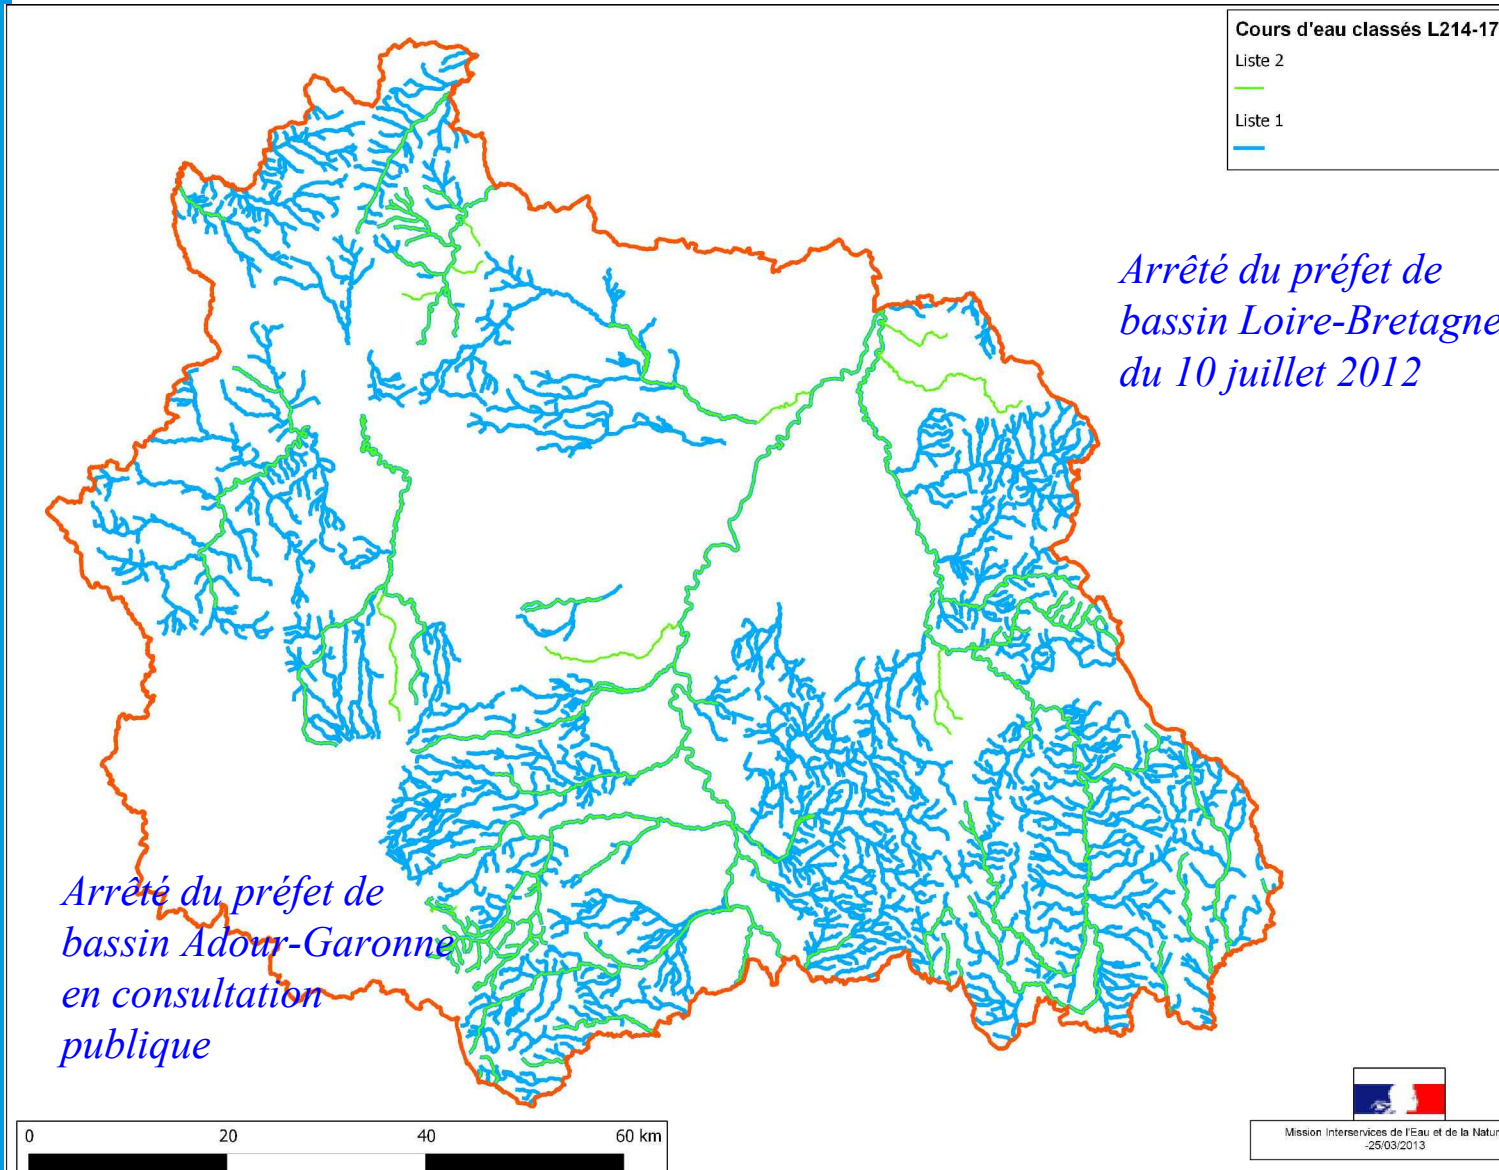 Cours d'eau classés L214-17
Liste 2
Liste 1
Arrêté du préfet de
bassin Loire-Bretagne
du 10 juillet 2012
Arrêté du préfet de
bassin Adour-Garonne
en consultation
publique
0 20 40 60 km
Mission Interservices de l'Eau et de la Natur
-25/03/2013